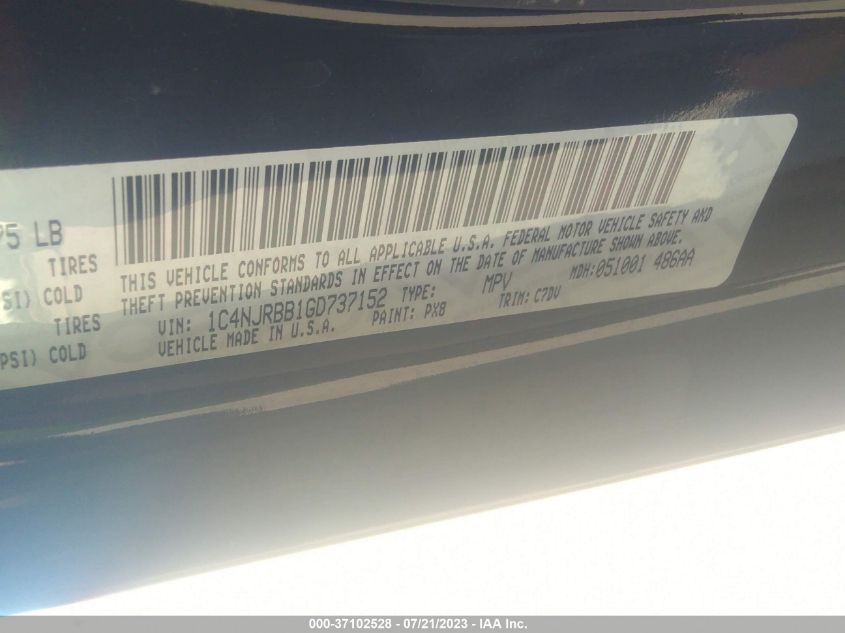 75 LB
TIRES
SI) COLD
TIRES
PSI) COLD
THIS VEHICLE CONFORMS TO ALL APPLICABLE U.S.A. FEDERAL MOTOR VEHICLE SAFETY AND
THEFT PREVENTION STANDARDS IN EFFECT ON THE DATE OF MANUFACTURE SHOWN ABOVE.
VIN: 1C4NJRBB1GD737152 TYPE: MPV MDH:051001 486AA
VEHICLE MADE IN U.S.A. PAINT: PX8 TRIM: C7DV
000-37102528 - 07/21/2023 - IAA Inc.